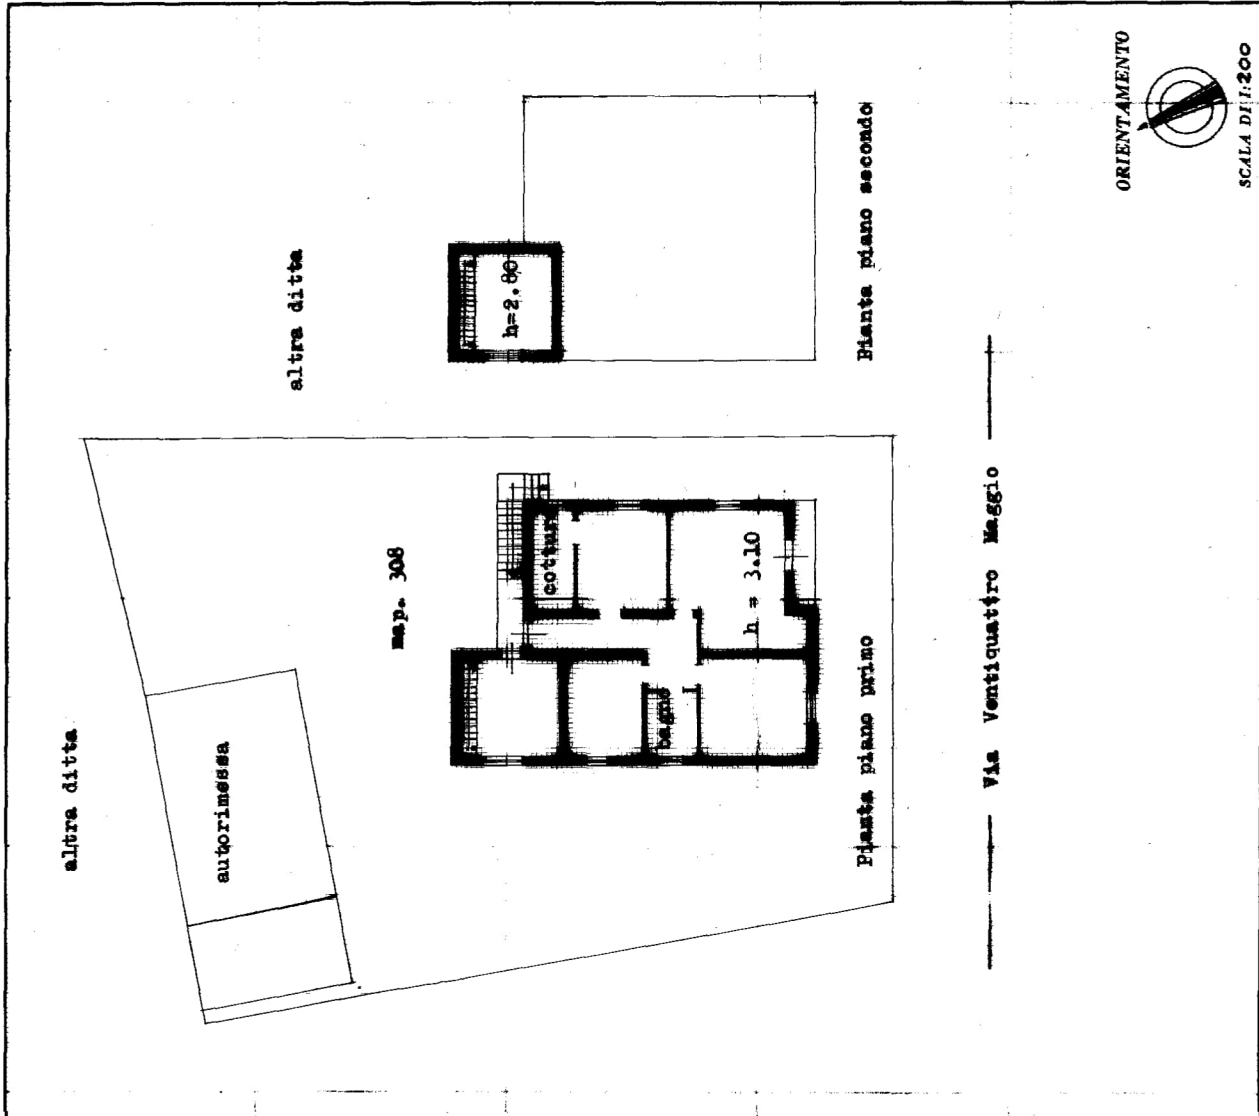 ORIENTAMENTO
SCALA DI 1:200
altra ditta
h=2.80
Pianta piano secondo
altra ditta
autorimessa
map. 308
cottura
bagno
h = 3.10
Pianta piano primo
Via Ventiquattro Maggio